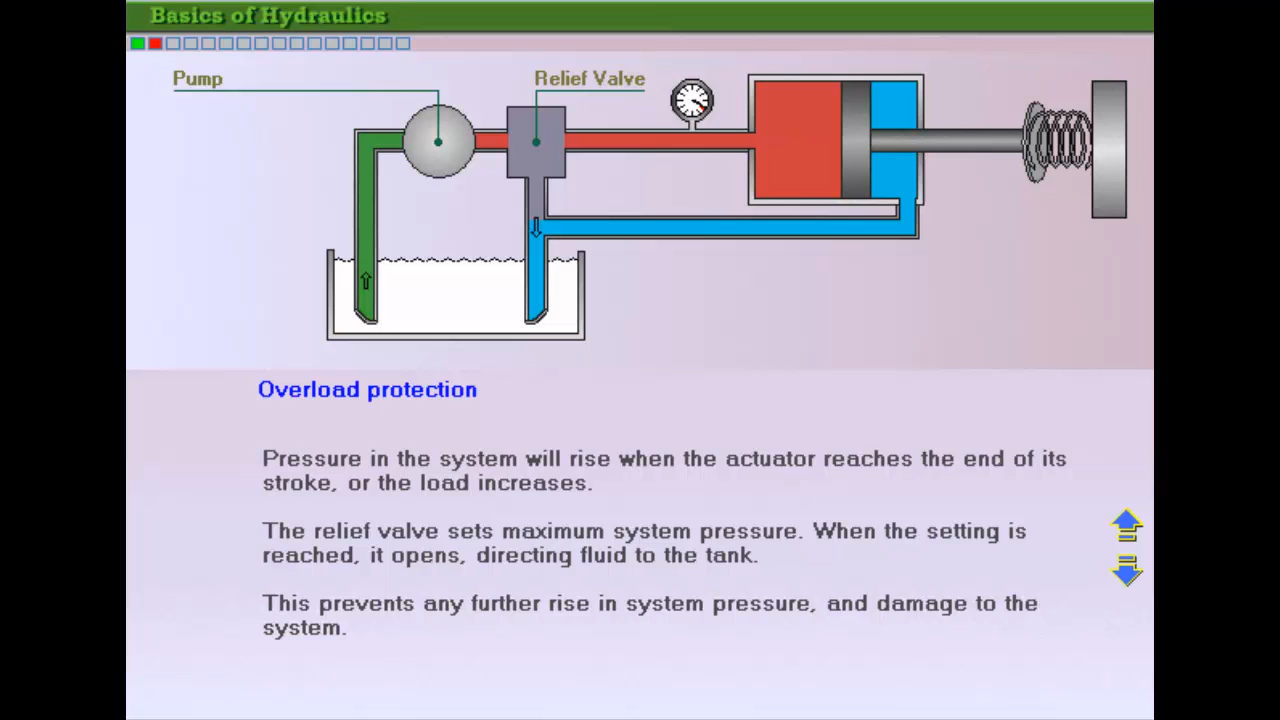 Basics of Hydraulics
Pump
Relief Valve
Overload protection
Pressure in the system will rise when the actuator reaches the end of its
stroke, or the load increases.
The relief valve sets maximum system pressure. When the setting is
reached, it opens, directing fluid to the tank.
This prevents any further rise in system pressure, and damage to the
system.